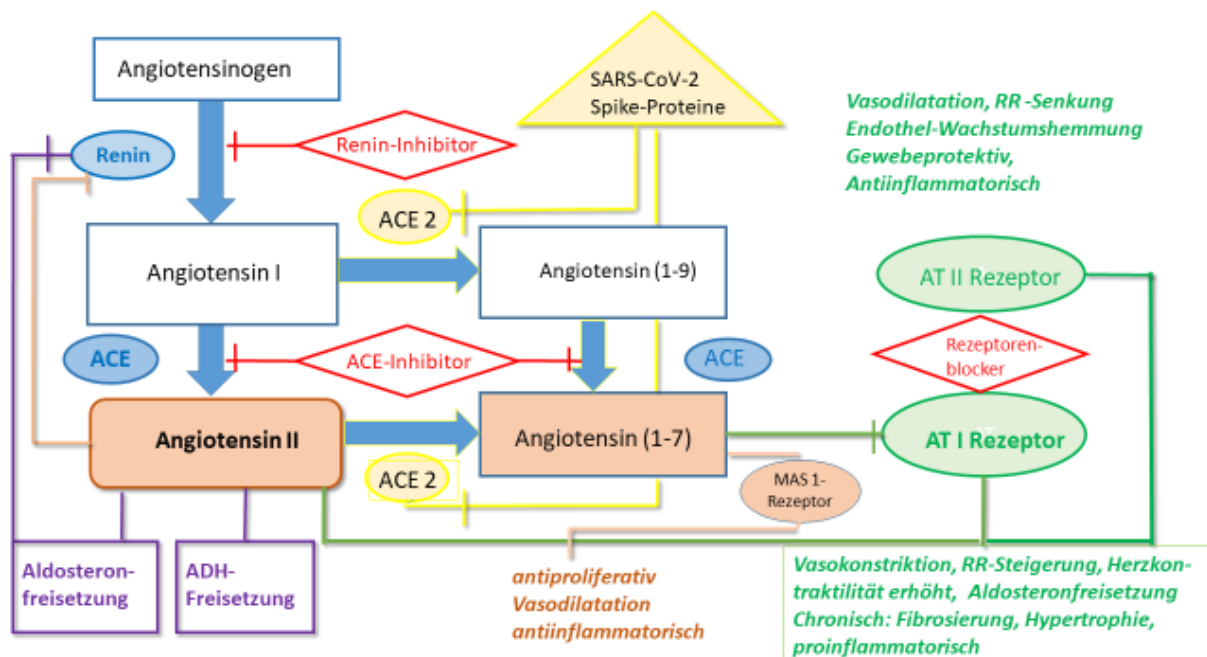 Angiotensinogen
SARS-CoV-2
Spike-Proteine
Vasodilatation, RR -Senkung
Endothel-Wachstumshemmung
Gewebeprotektiv,
Antiinflammatorisch
Renin
Renin-Inhibitor
ACE 2
Angiotensin I
Angiotensin (1-9)
AT II Rezeptor
ACE
ACE-Inhibitor
ACE
Rezeptoren-
blocker
Angiotensin II
Angiotensin (1-7)
AT I Rezeptor
ACE 2
MAS 1-
Rezeptor
Aldosteron-
freisetzung
ADH-
Freisetzung
antiproliferativ
Vasodilatation
antiinflammatorisch
Vasokonstriktion, RR-Steigerung, Herzkon-
traktilität erhöht, Aldosteronfreisetzung
Chronisch: Fibrosierung, Hypertrophie,
proinflammatorisch